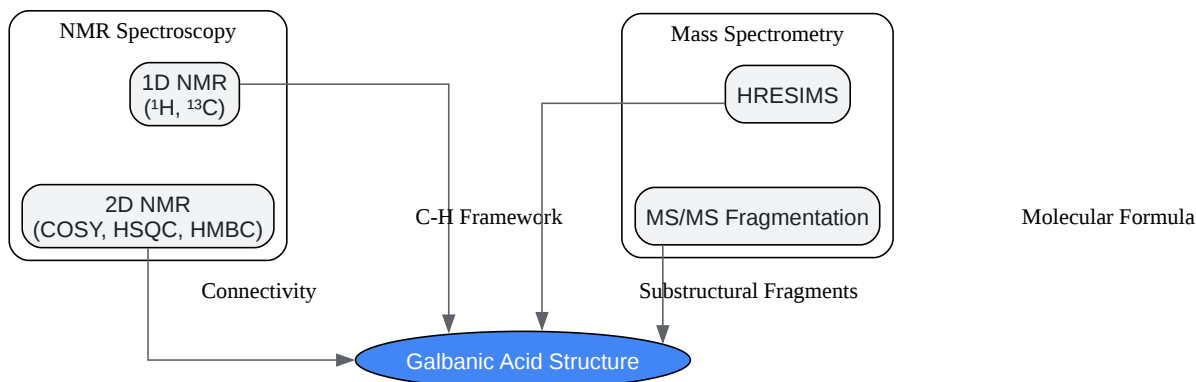 NMR Spectroscopy
1D NMR
(¹H, ¹³C)
2D NMR
(COSY, HSQC, HMBC)
Mass Spectrometry
HRESIMS
MS/MS Fragmentation
C-H Framework
Molecular Formula
Connectivity
Substructural Fragments
Galbanic Acid Structure